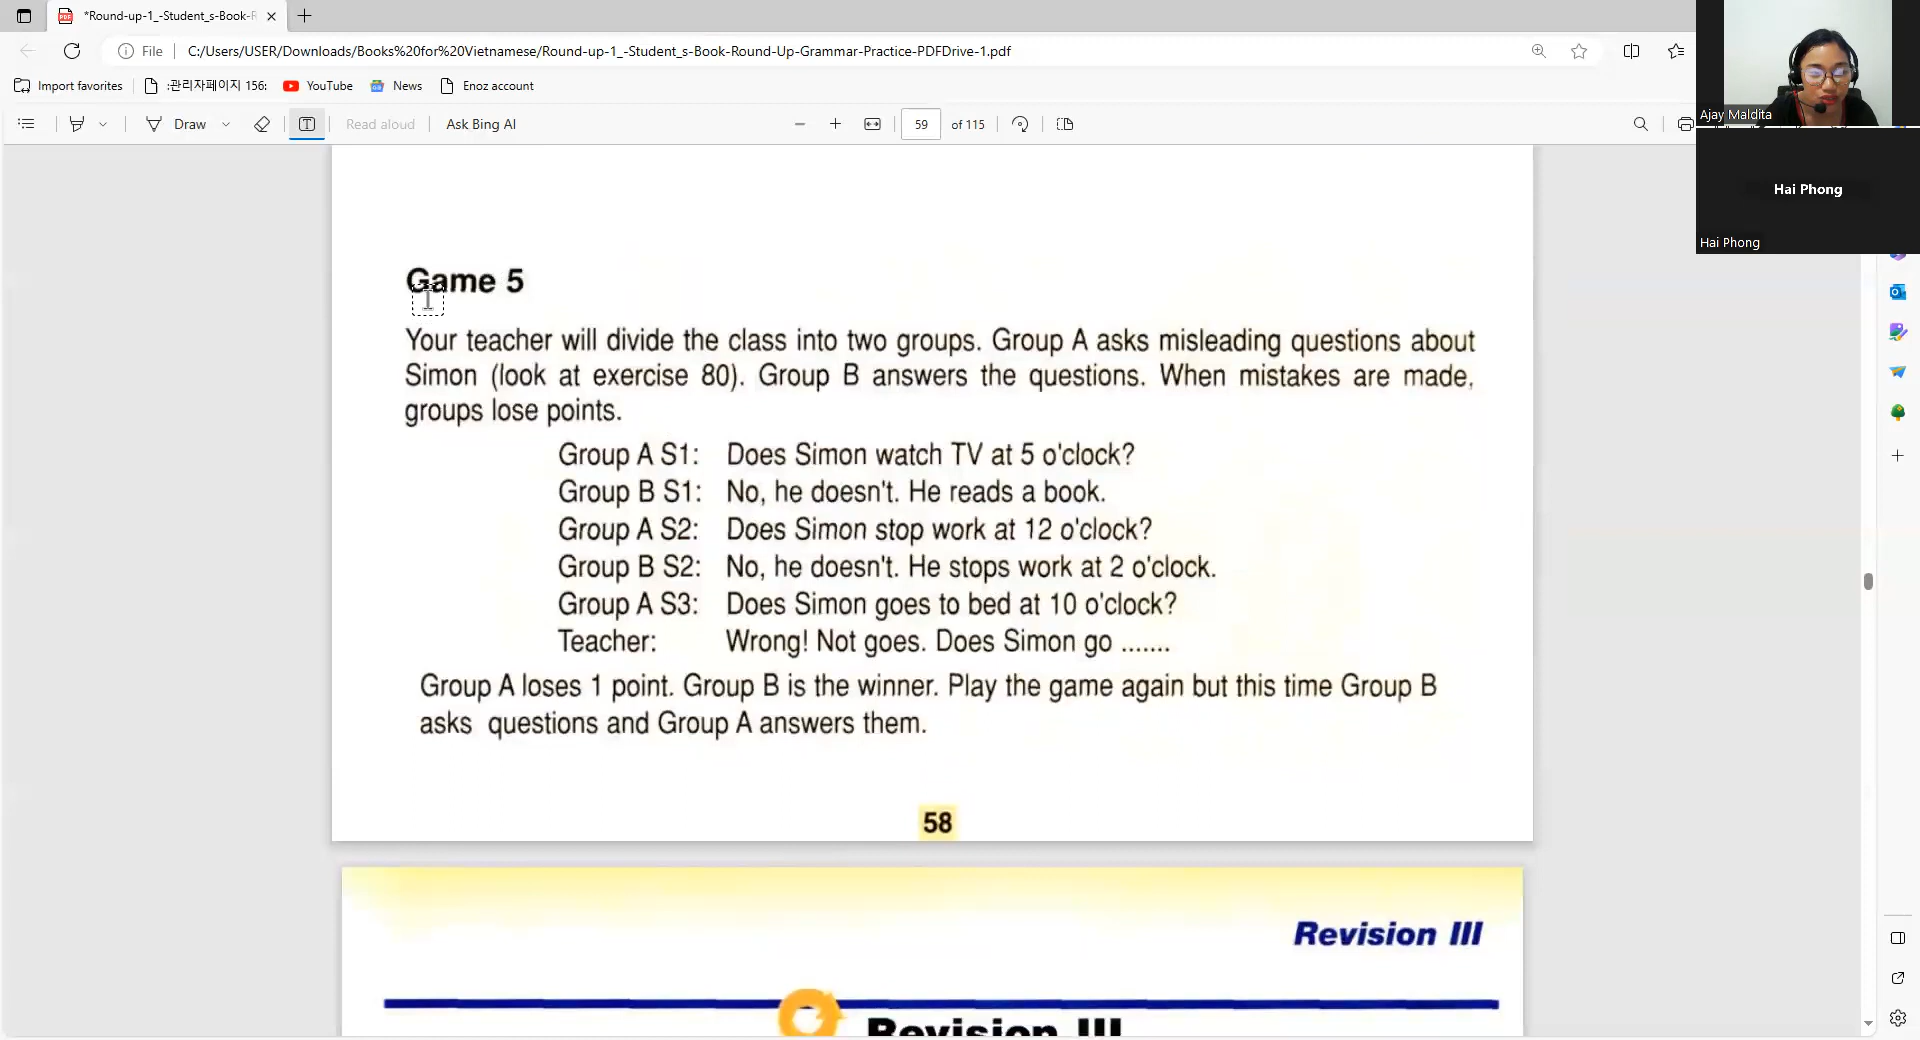 *Round-up-1_-Student_s-Book-R
File
C:/Users/USER/Downloads/Books%20for%20Vietnamese/Round-up-1_-Student_s-Book-Round-Up-Grammar-Practice-PDFDrive-1.pdf
Import favorites
:관리자페이지 156:
YouTube
News
Enoz account
Draw
Read aloud
Ask Bing AI
59 of 115
Ajay Maldita
Hai Phong
Hai Phong
Game 5
Your teacher will divide the class into two groups. Group A asks misleading questions about
Simon (look at exercise 80). Group B answers the questions. When mistakes are made,
groups lose points.
Group A S1: Does Simon watch TV at 5 o'clock?
Group B S1: No, he doesn't. He reads a book.
Group A S2: Does Simon stop work at 12 o'clock?
Group B S2: No, he doesn't. He stops work at 2 o'clock.
Group A S3: Does Simon goes to bed at 10 o'clock?
Teacher: Wrong! Not goes. Does Simon go .......
Group A loses 1 point. Group B is the winner. Play the game again but this time Group B
asks questions and Group A answers them.
58
Revision III
Revision III